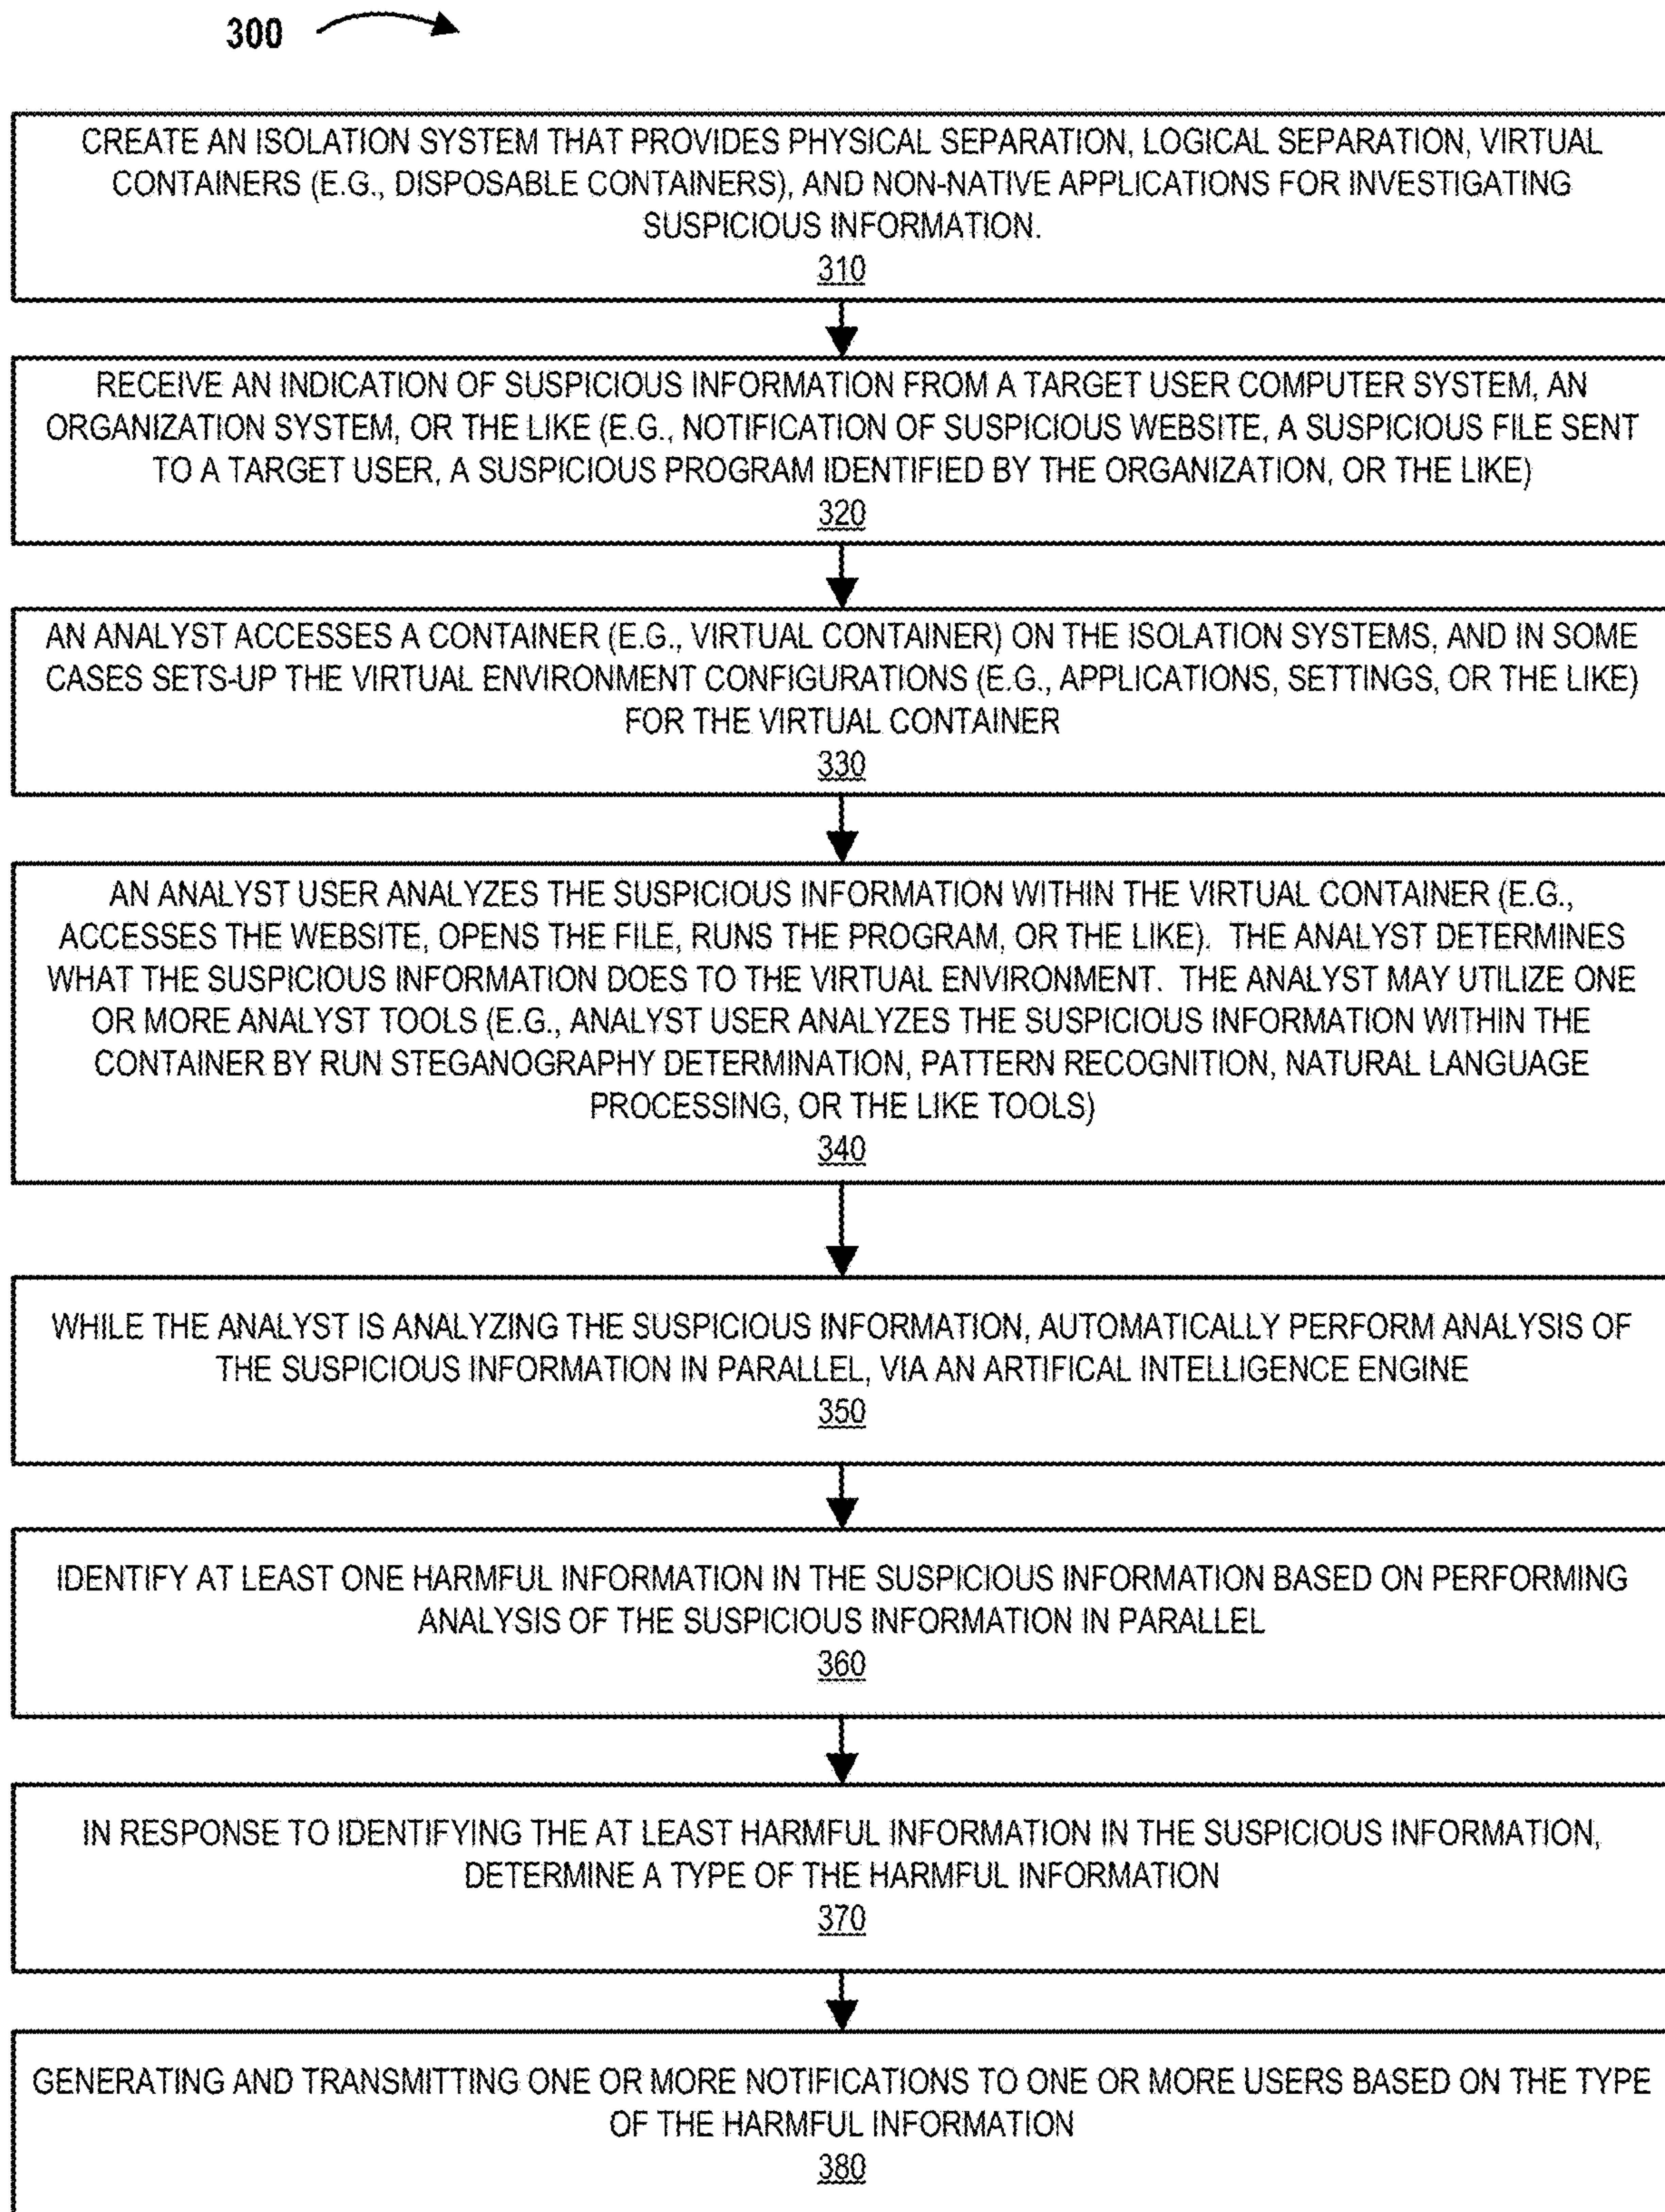 300
CREATE AN ISOLATION SYSTEM THAT PROVIDES PHYSICAL SEPARATION, LOGICAL SEPARATION, VIRTUAL
CONTAINERS (E.G., DISPOSABLE CONTAINERS), AND NON-NATIVE APPLICATIONS FOR INVESTIGATING
SUSPICIOUS INFORMATION.
310
RECEIVE AN INDICATION OF SUSPICIOUS INFORMATION FROM A TARGET USER COMPUTER SYSTEM, AN
ORGANIZATION SYSTEM, OR THE LIKE (E.G., NOTIFICATION OF SUSPICIOUS WEBSITE, A SUSPICIOUS FILE SENT
TO A TARGET USER, A SUSPICIOUS PROGRAM IDENTIFIED BY THE ORGANIZATION, OR THE LIKE)
320
AN ANALYST ACCESSES A CONTAINER (E.G., VIRTUAL CONTAINER) ON THE ISOLATION SYSTEMS, AND IN SOME
CASES SETS-UP THE VIRTUAL ENVIRONMENT CONFIGURATIONS (E.G., APPLICATIONS, SETTINGS, OR THE LIKE)
FOR THE VIRTUAL CONTAINER
330
AN ANALYST USER ANALYZES THE SUSPICIOUS INFORMATION WITHIN THE VIRTUAL CONTAINER (E.G.,
ACCESSES THE WEBSITE, OPENS THE FILE, RUNS THE PROGRAM, OR THE LIKE). THE ANALYST DETERMINES
WHAT THE SUSPICIOUS INFORMATION DOES TO THE VIRTUAL ENVIRONMENT. THE ANALYST MAY UTILIZE ONE
OR MORE ANALYST TOOLS (E.G., ANALYST USER ANALYZES THE SUSPICIOUS INFORMATION WITHIN THE
CONTAINER BY RUN STEGANOGRAPHY DETERMINATION, PATTERN RECOGNITION, NATURAL LANGUAGE
PROCESSING, OR THE LIKE TOOLS)
340
WHILE THE ANALYST IS ANALYZING THE SUSPICIOUS INFORMATION, AUTOMATICALLY PERFORM ANALYSIS OF
THE SUSPICIOUS INFORMATION IN PARALLEL, VIA AN ARTIFICAL INTELLIGENCE ENGINE
350
IDENTIFY AT LEAST ONE HARMFUL INFORMATION IN THE SUSPICIOUS INFORMATION BASED ON PERFORMING
ANALYSIS OF THE SUSPICIOUS INFORMATION IN PARALLEL
360
IN RESPONSE TO IDENTIFYING THE AT LEAST HARMFUL INFORMATION IN THE SUSPICIOUS INFORMATION,
DETERMINE A TYPE OF THE HARMFUL INFORMATION
370
GENERATING AND TRANSMITTING ONE OR MORE NOTIFICATIONS TO ONE OR MORE USERS BASED ON THE TYPE
OF THE HARMFUL INFORMATION
380